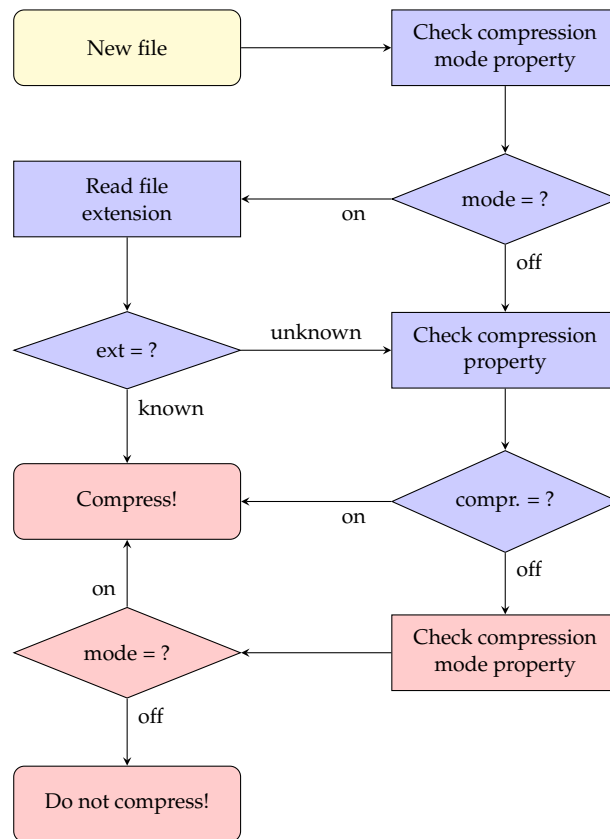 New file
Check compression
mode property
Read file
extension
mode = ?
on
off
ext = ?
unknown
Check compression
property
known
Compress!
compr. = ?
on
off
on
mode = ?
Check compression
mode property
off
Do not compress!